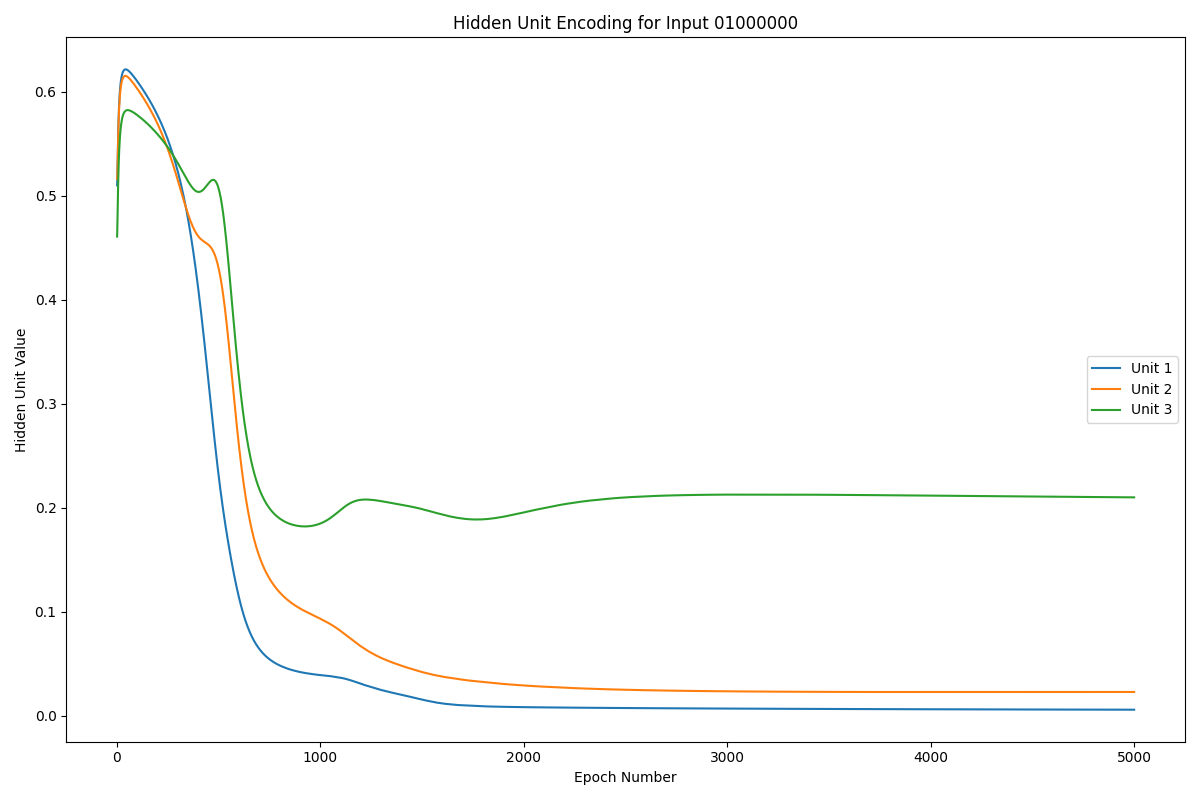 Hidden Unit Encoding for Input 01000000
Hidden Unit Value
0.6
0.5
0.4
0.3
0.2
0.1
0.0
Unit 1
Unit 2
Unit 3
0 1000 2000 3000 4000 5000
Epoch Number